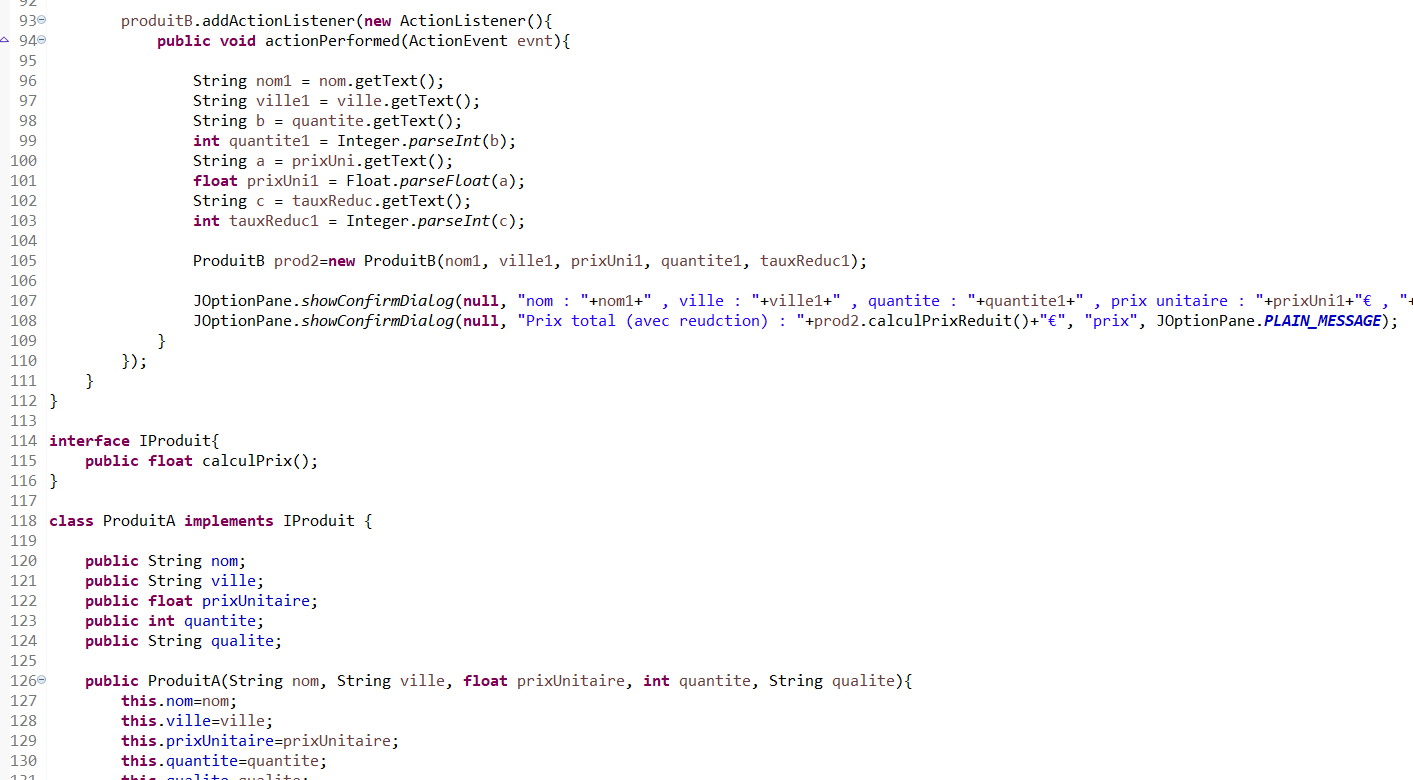 92
93 produitB.addActionListener(new ActionListener(){
94 public void actionPerformed(ActionEvent evnt){
95
96 String nom1 = nom.getText();
97 String ville1 = ville.getText();
98 String b = quantite.getText();
99 int quantite1 = Integer.parseInt(b);
100 String a = prixUni.getText();
101 float prixUni1 = Float.parseFloat(a);
102 String c = tauxReduc.getText();
103 int tauxReduc1 = Integer.parseInt(c);
104
105 ProduitB prod2=new ProduitB(nom1, ville1, prixUni1, quantite1, tauxReduc1);
106
107 JOptionPane.showConfirmDialog(null, "nom : "+nom1+" , ville : "+ville1+" , quantite : "+quantite1+" , prix unitaire : "+prixUni1+"€ , "+
108 JOptionPane.showConfirmDialog(null, "Prix total (avec reudction) : "+prod2.calculPrixReduit()+"€", "prix", JOptionPane.PLAIN_MESSAGE);
109 }
110 });
111 }
112 }
113
114 interface IProduit{
115 public float calculPrix();
116 }
117
118 class ProduitA implements IProduit {
119
120 public String nom;
121 public String ville;
122 public float prixUnitaire;
123 public int quantite;
124 public String qualite;
125
126 public ProduitA(String nom, String ville, float prixUnitaire, int quantite, String qualite){
127 this.nom=nom;
128 this.ville=ville;
129 this.prixUnitaire=prixUnitaire;
130 this.quantite=quantite;
131 this.qualite=qualite;